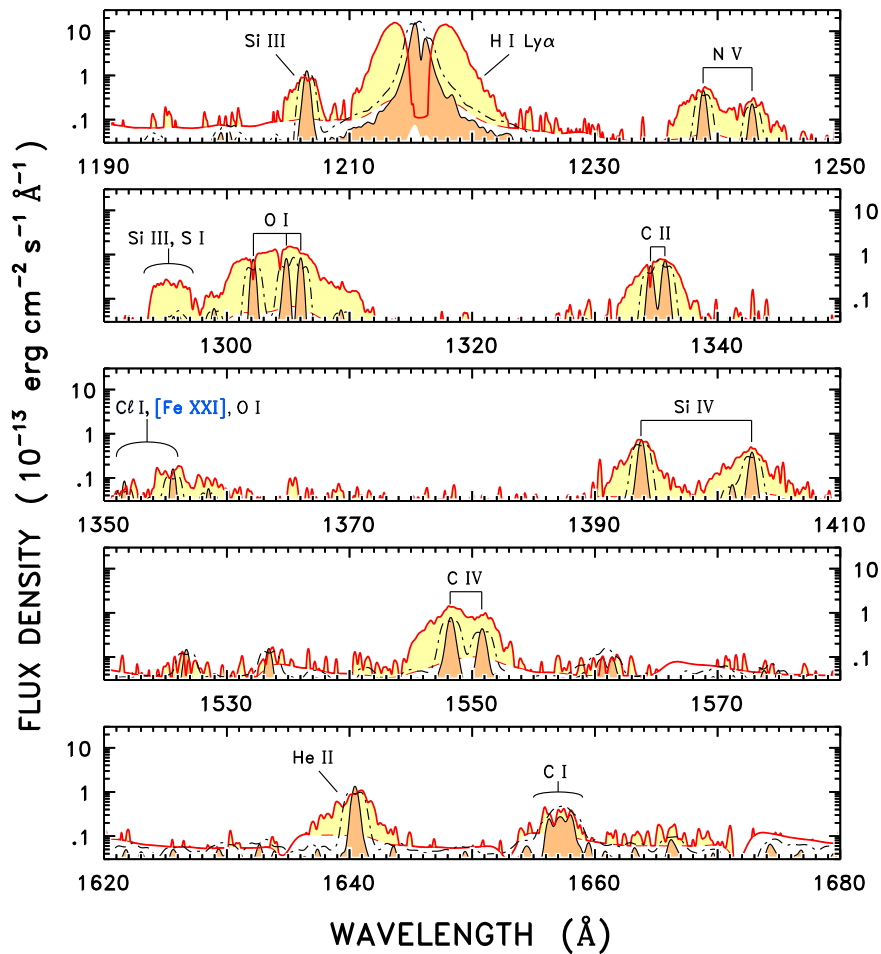 Si III
H I Lyα
N V
10
1
.1
1190
1210
1230
1250
Si III, S I
O I
C II
10
1
.1
1300
1320
1340
Cℓ I, [Fe XXI], O I
Si IV
10
1
.1
1350
1370
1390
1410
C IV
10
1
.1
1530
1550
1570
He II
C I
10
1
.1
1620
1640
1660
1680
FLUX DENSITY (10⁻¹³ erg cm⁻² s⁻¹ Å⁻¹)
WAVELENGTH (Å)